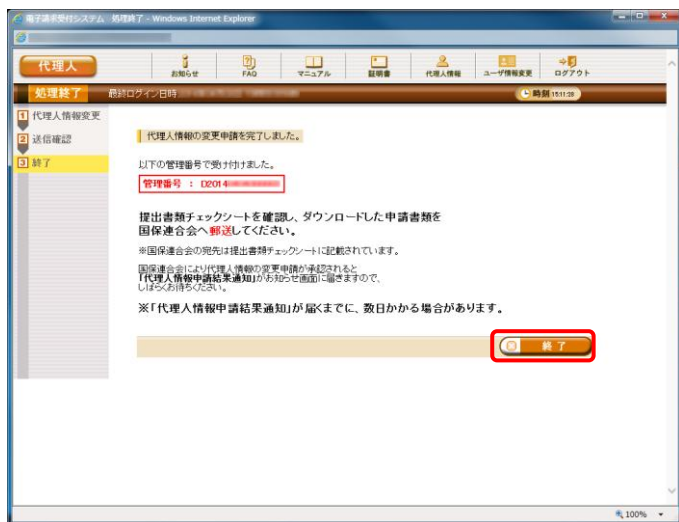 電子請求受付システム 処理終了 - Windows Internet Explorer
代理人
お知らせ FAQ マニュアル 証明書 代理人情報 ユーザ情報変更 ログアウト
処理終了 最終ログイン日時 時刻 15:11:29
1 代理人情報変更
2 送信確認
3 終了
代理人情報の変更申請を完了しました。
以下の管理番号で受け付けました。
管理番号 : D2014
提出書類チェックシートを確認し、ダウンロードした申請書類を
国保連合会へ郵送してください。
※国保連合会の宛先は提出書類チェックシートに記載されています。
国保連合会により代理人情報の変更申請が承認されると
「代理人情報申請結果通知」がお知らせ画面に届きますので、
しばらくお待ちください。
※「代理人情報申請結果通知」が届くまでに、数日かかる場合があります。
終了
100%